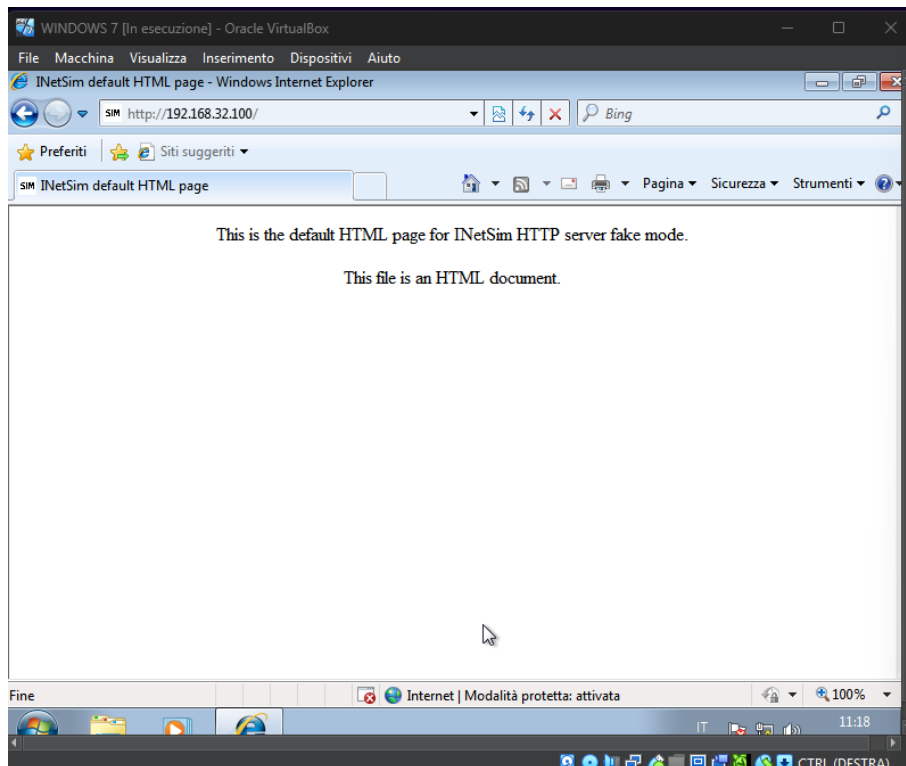 WINDOWS 7 [In esecuzione] - Oracle VirtualBox
File Macchina Visualizza Inserimento Dispositivi Aiuto
INetSim default HTML page - Windows Internet Explorer
SIM http://192.168.32.100/ Bing
Preferiti Siti suggeriti
SIM INetSim default HTML page Pagina Sicurezza Strumenti
This is the default HTML page for INetSim HTTP server fake mode.
This file is an HTML document.
Fine Internet | Modalità protetta: attivata 100%
IT 11:18
CTRL (DESTRA)